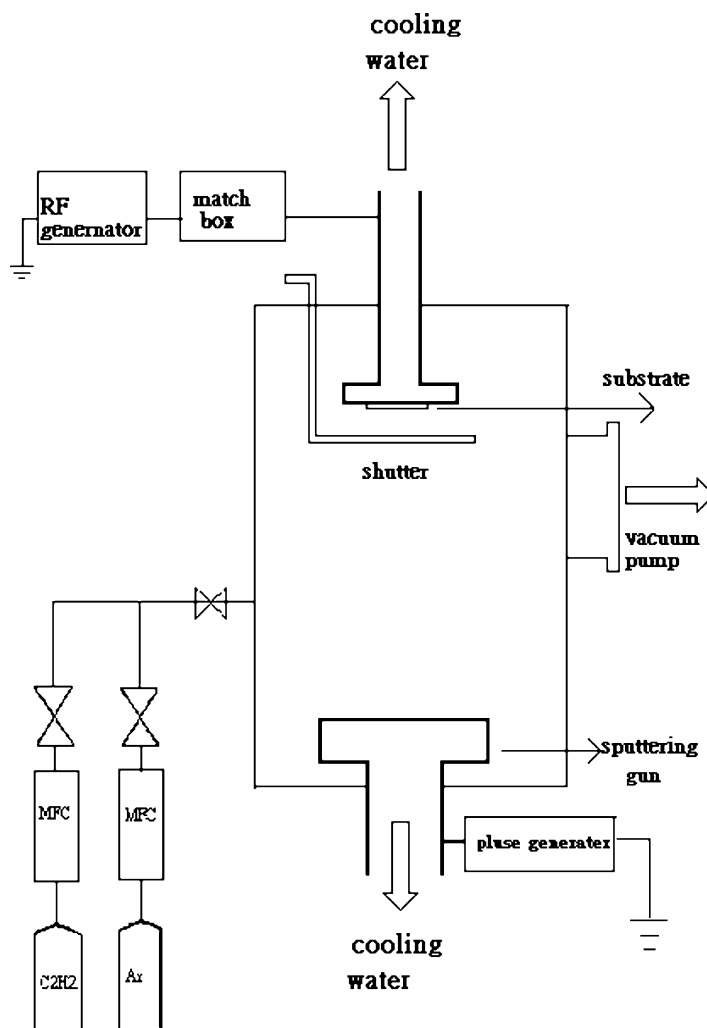 cooling
water
RF
genernator
match
box
substrate
shutter
vacuum
pump
sputtering
gun
MFC
MFC
pluse generater
C2H2
Ar
cooling
water